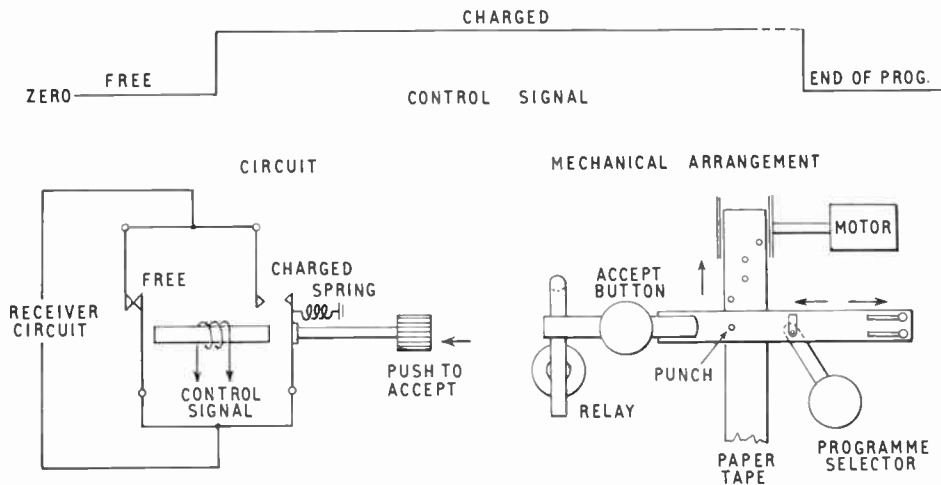 CHARGED
FREE
ZERO
END OF PROG.
CONTROL SIGNAL
CIRCUIT
MECHANICAL ARRANGEMENT
MOTOR
FREE
CHARGED
SPRING
ACCEPT
BUTTON
RECEIVER
CIRCUIT
PUSH TO
ACCEPT
CONTROL
SIGNAL
PUNCH
RELAY
PAPER
TAPE
PROGRAMME
SELECTOR